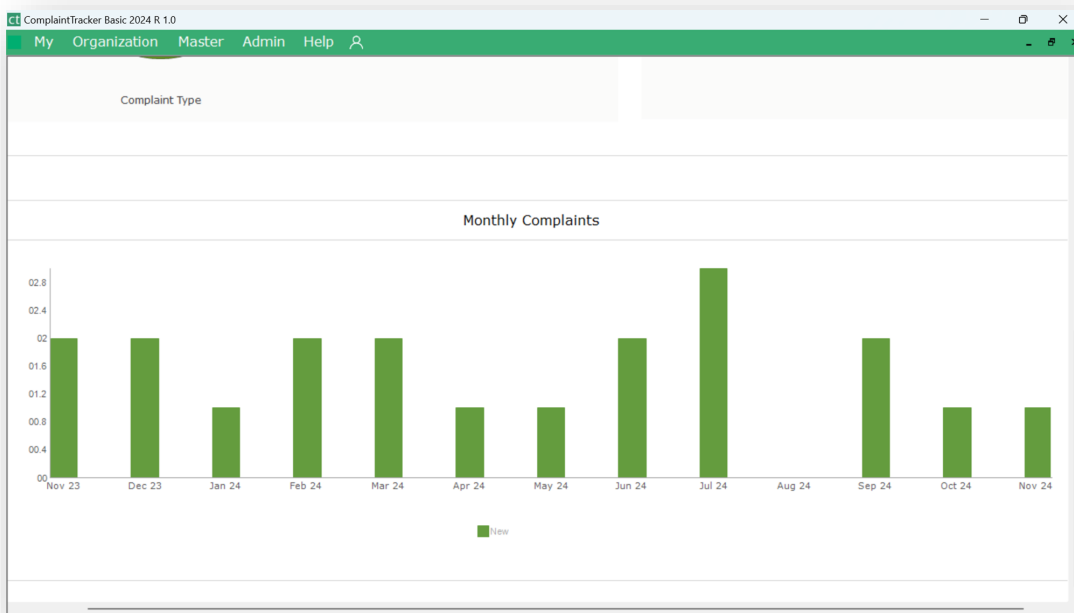 ct ComplaintTracker Basic 2024 R 1.0
My Organization Master Admin Help
Complaint Type
Monthly Complaints
02.8
02.4
02
01.6
01.2
00.8
00.4
00
Nov 23 Dec 23 Jan 24 Feb 24 Mar 24 Apr 24 May 24 Jun 24 Jul 24 Aug 24 Sep 24 Oct 24 Nov 24
New